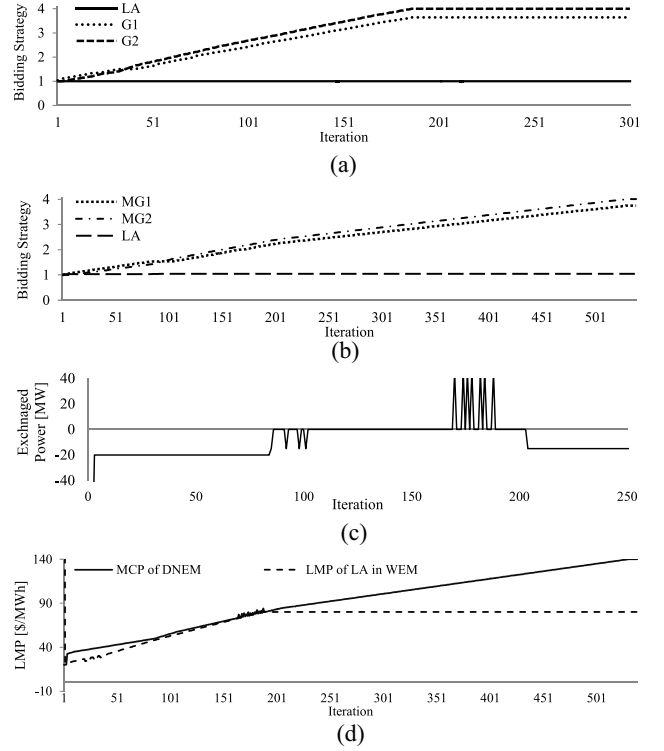 Bidding Strategy
4
3
2
1
0
LA
G1
G2
1 51 101 151 201 251 301
Iteration
(a)
Bidding Strategy
4
3
2
1
0
MG1
MG2
LA
1 51 101 151 201 251 301 351 401 451 501
Iteration
(b)
Exchnaged
Power [MW]
40
20
0
-20
-40
0 50 100 150 200 250
Iteration
(c)
LMP [$/MWh]
140
90
40
-10
MCP of DNEM LMP of LA in WEM
1 51 101 151 201 251 301 351 401 451 501
Iteration
(d)